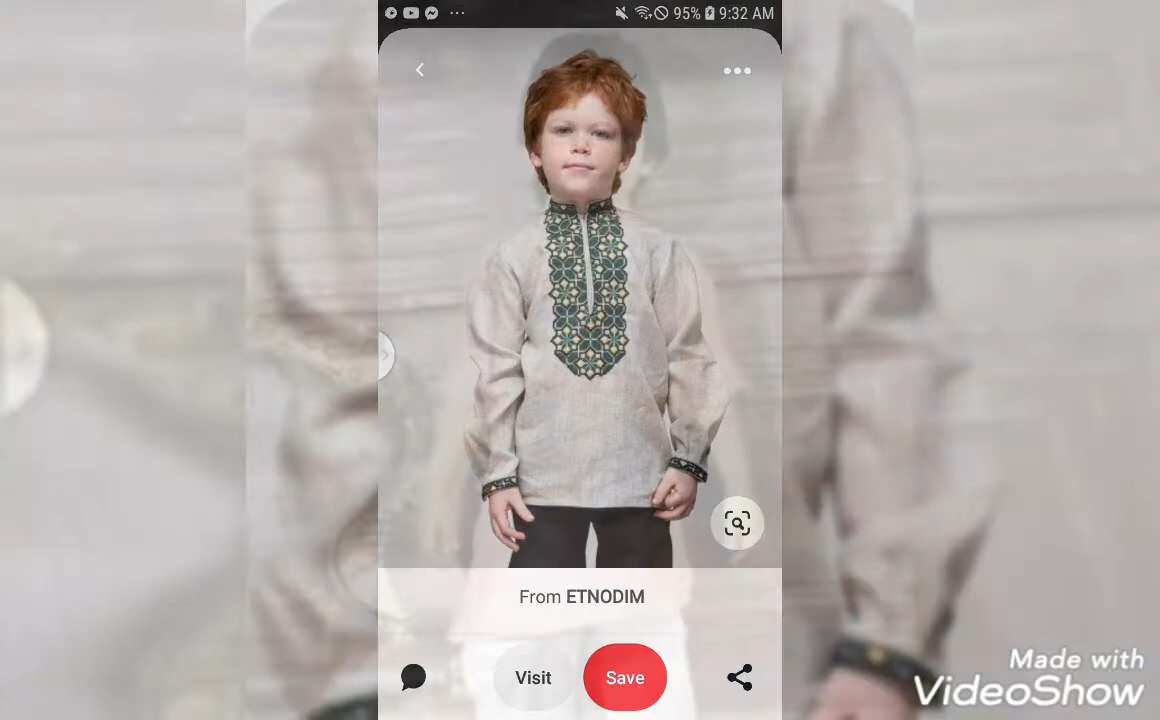 95% 9:32 AM
From ETNODIM
Visit
Save
Made with
VideoShow